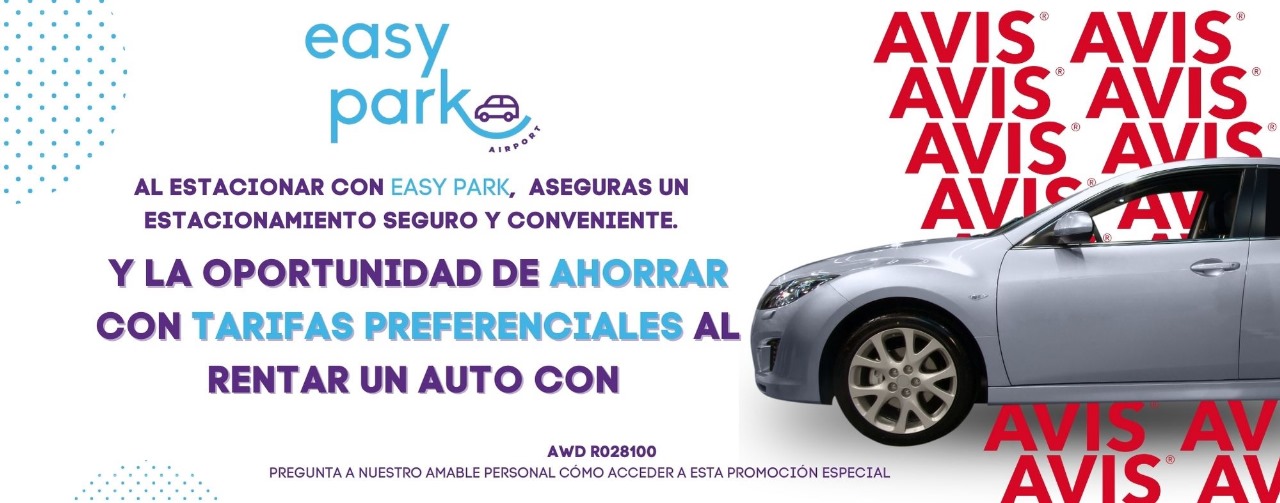 easy
park
AIRPORT
AL ESTACIONAR CON EASY PARK, ASEGURAS UN
ESTACIONAMIENTO SEGURO Y CONVENIENTE.
Y LA OPORTUNIDAD DE AHORRAR
CON TARIFAS PREFERENCIALES AL
RENTAR UN AUTO CON
AWD R028100
PREGUNTA A NUESTRO AMABLE PERSONAL CÓMO ACCEDER A ESTA PROMOCIÓN ESPECIAL
AVIS® AVIS®
AVIS® AVIS®
AVIS® AVIS®
AVIS® AVIS
AVIS® AV
AVIS® AVIS